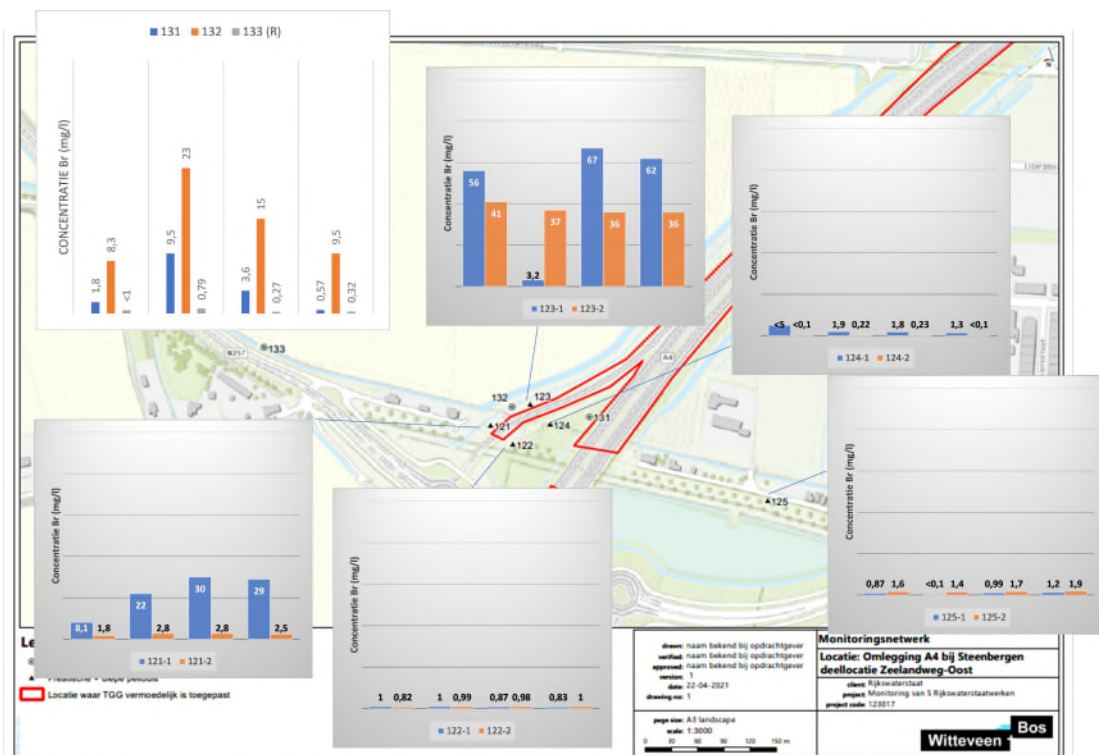 131 132 133 (R)
CONCENTRATIE Br (mg/l)
1,8 8,3 <1
9,5 23 0,79
3,6 15 0,27
0,57 9,5 0,32
Concentratie Br (mg/l)
56 41 3,2 37 67 36 62 36
123-1 123-2
Concentratie Br (mg/l)
<5 <0,1 1,9 0,22 1,8 0,23 1,3 <0,1
124-1 124-2
N257
133
A4
132
123
121
124
131
122
125
Concentratie Br (mg/l)
8,1 1,8 22 2,8 30 2,8 29 2,5
121-1 121-2
Concentratie Br (mg/l)
1 0,82 1 0,99 0,87 0,98 0,83 1
122-1 122-2
Concentratie Br (mg/l)
0,87 1,6 <0,1 1,4 0,99 1,7 1,2 1,9
125-1 125-2
Le
Locatie waar TGG vermoedelijk is toegepast
drawn: naam bekend bij opdrachtgever
verified: naam bekend bij opdrachtgever
approved: naam bekend bij opdrachtgever
version: 1
date: 22-04-2021
drawing no: 1
page size: A3 landscape
scale: 1:3000
0 30 60 90 120 150 m
Monitoringsnetwerk
Locatie: Omlegging A4 bij Steenbergen
deellocatie Zeelandweg-Oost
client: Rijkswaterstaat
project: Monitoring van 5 Rijkswaterstaatwerken
project code: 123017
Witteveen + Bos